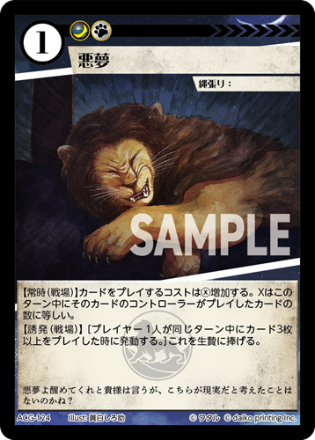 1
悪夢
縄張り：
SAMPLE
【常時(戦場)】カードをプレイするコストはⓧ増加する。Xはこ
のターン中にそのカードのコントローラーがプレイしたカードの
数に等しい。
【誘発(戦場)】[プレイヤー1人が同じターン中にカード3枚
以上をプレイした時に発動する。]これを生贄に捧げる。
悪夢よ醒めてくれと貴様は言うが、こちらが現実だと考えたことは
ないのかね？
ACG-124 Illust: 眞白しろ助 © ワタル © daiko printing inc.